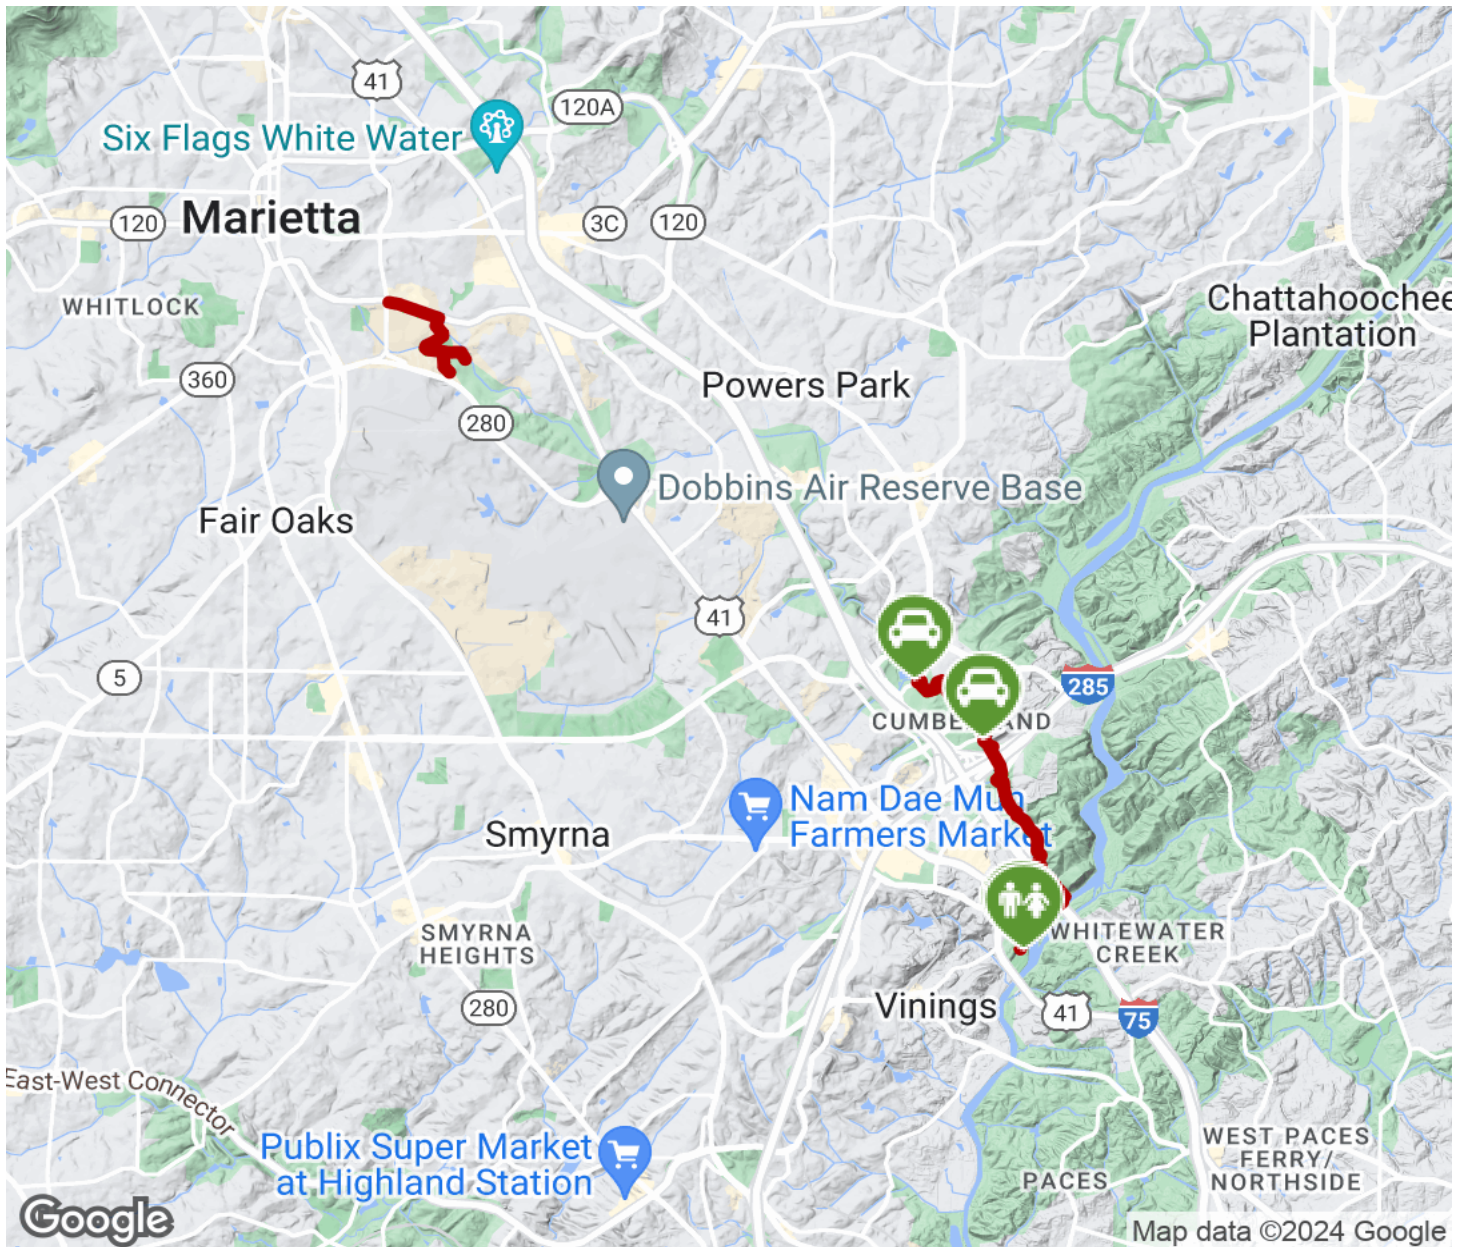 41
120A
Six Flags White Water
120
Marietta
3C
120
WHITLOCK
Chattahoochee
Plantation
360
Powers Park
280
Dobbins Air Reserve Base
Fair Oaks
41
5
285
CUMBE AND
Nam Dae Mun
Farmers Market
Smyrna
SMYRNA
HEIGHTS
WHITEWATER
CREEK
280
Vinings
41
75
East-West Connector
Publix Super Market
at Highland Station
WEST PACES
FERRY/
NORTHSIDE
PACES
Google
Map data ©2024 Google